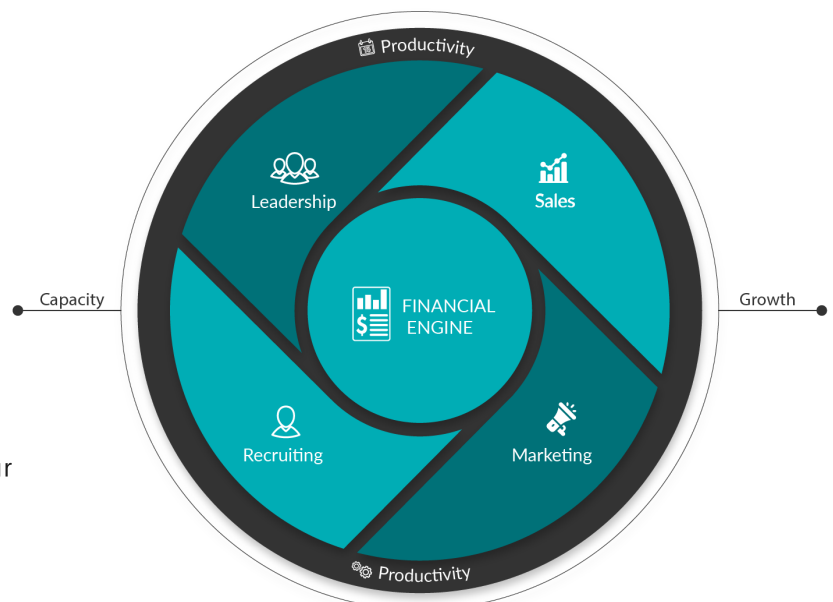 Productivity
Leadership
Sales
Capacity
Growth
$
FINANCIAL
ENGINE
Recruiting
Marketing
Productivity